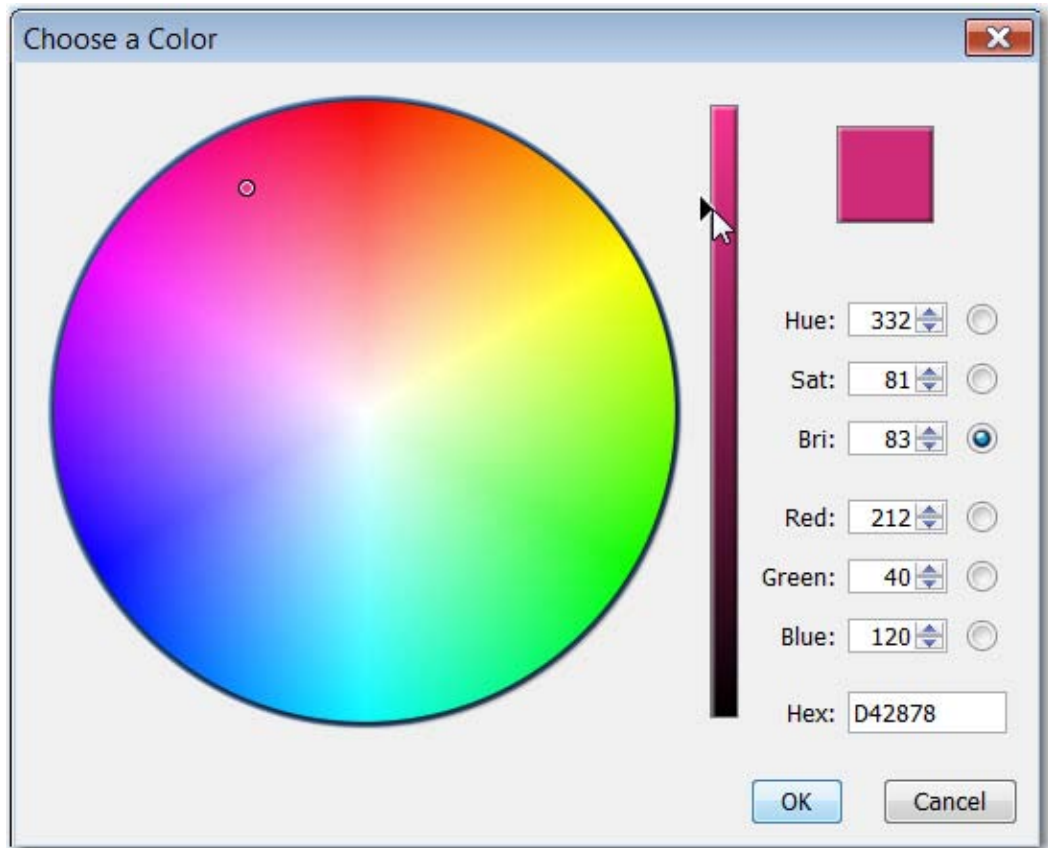 Choose a Color
Hue: 332
Sat: 81
Bri: 83
Red: 212
Green: 40
Blue: 120
Hex: D42878
OK Cancel